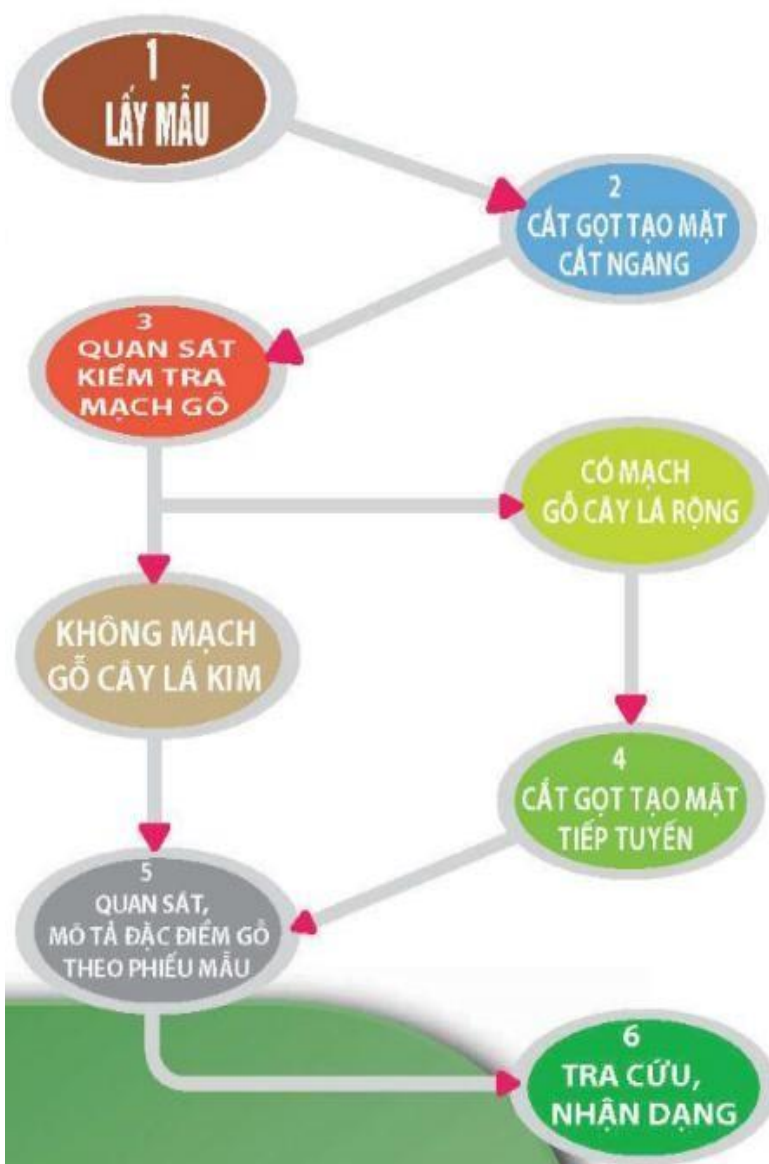 1
LẤY MẪU
2
CẮT GỌT TẠO MẶT
CẮT NGANG
3
QUAN SÁT
KIỂM TRA
MẠCH GỖ
CÓ MẠCH
GỖ CÂY LÁ RỘNG
KHÔNG MẠCH
GỖ CÂY LÁ KIM
4
CẮT GỌT TẠO MẶT
TIẾP TUYẾN
5
QUAN SÁT,
MÔ TẢ ĐẶC ĐIỂM GỖ
THEO PHIẾU MẪU
6
TRA CỨU,
NHẬN DẠNG